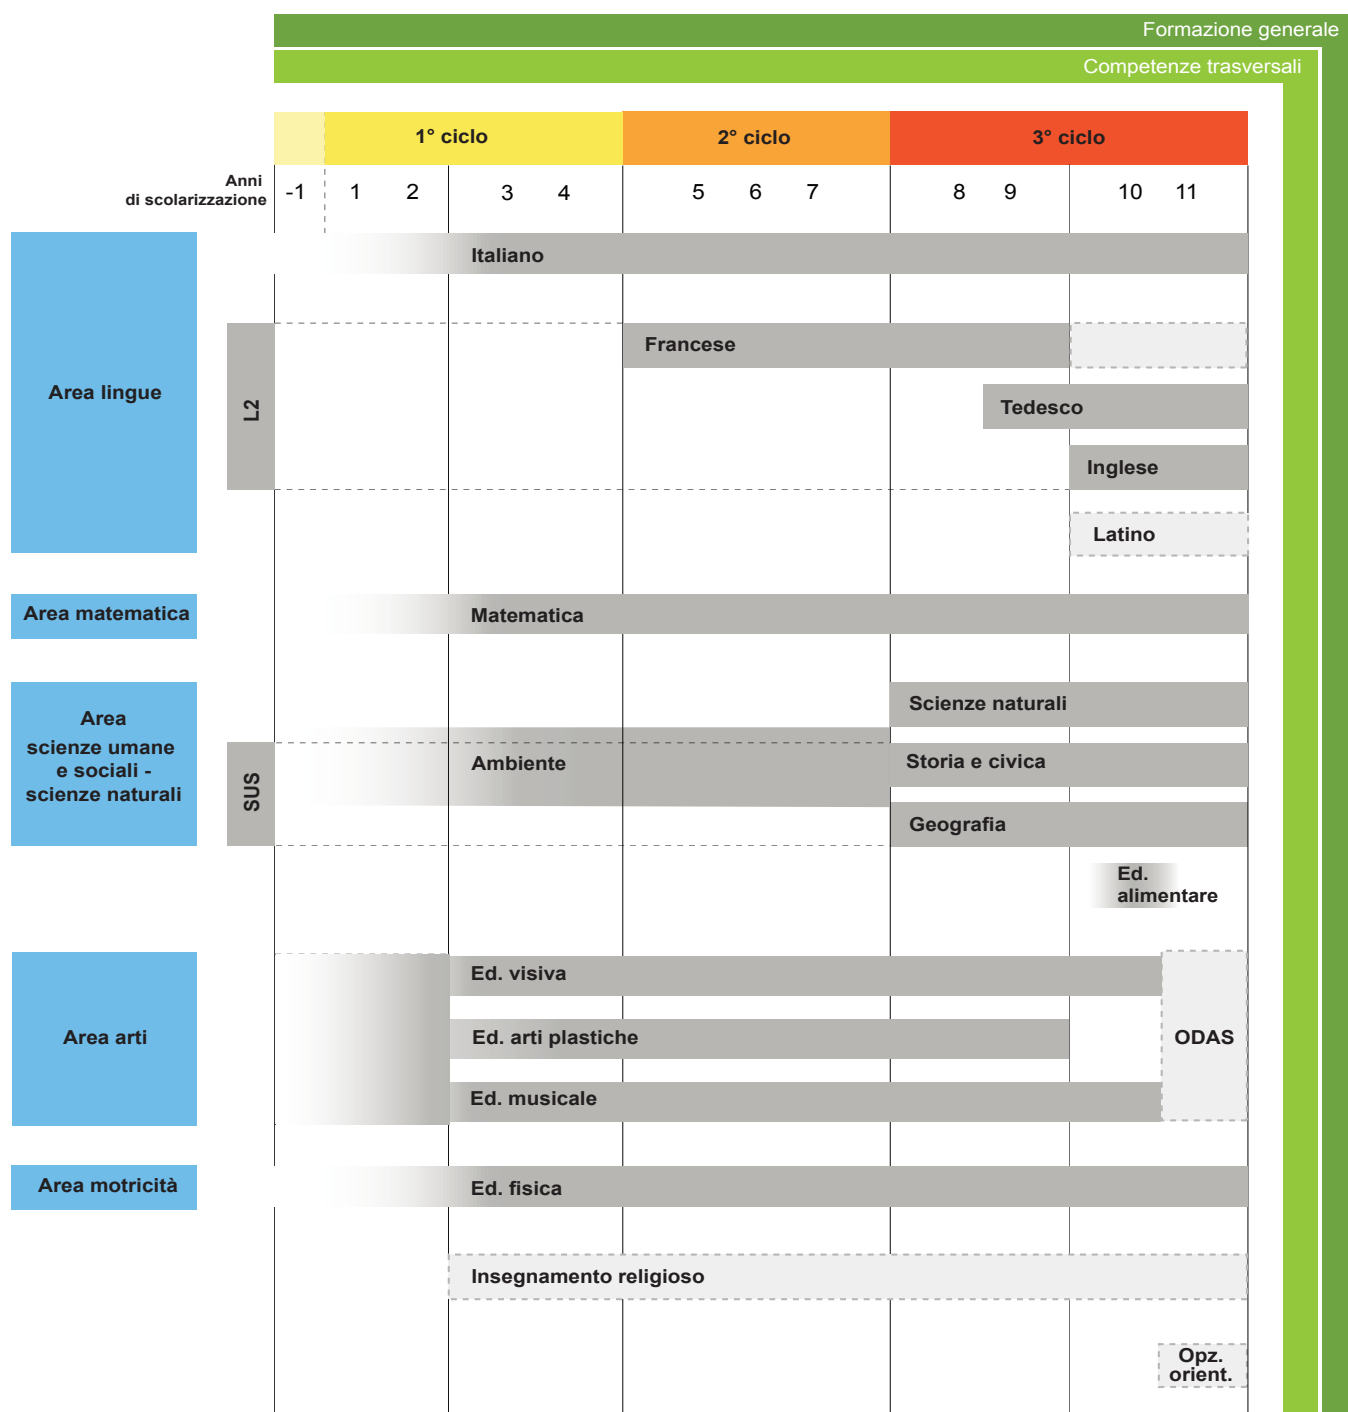 Formazione generale
Competenze trasversali
1° ciclo
2° ciclo
3° ciclo
Anni
di scolarizzazione
-1 1 2 3 4 5 6 7 8 9 10 11
Area lingue
L2
Italiano
Francese
Tedesco
Inglese
Latino
Area matematica
Matematica
Area
scienze umane
e sociali -
scienze naturali
SUS
Scienze naturali
Ambiente
Storia e civica
Geografia
Ed.
alimentare
Area arti
Ed. visiva
Ed. arti plastiche
Ed. musicale
ODAS
Area motricità
Ed. fisica
Insegnamento religioso
Opz.
orient.